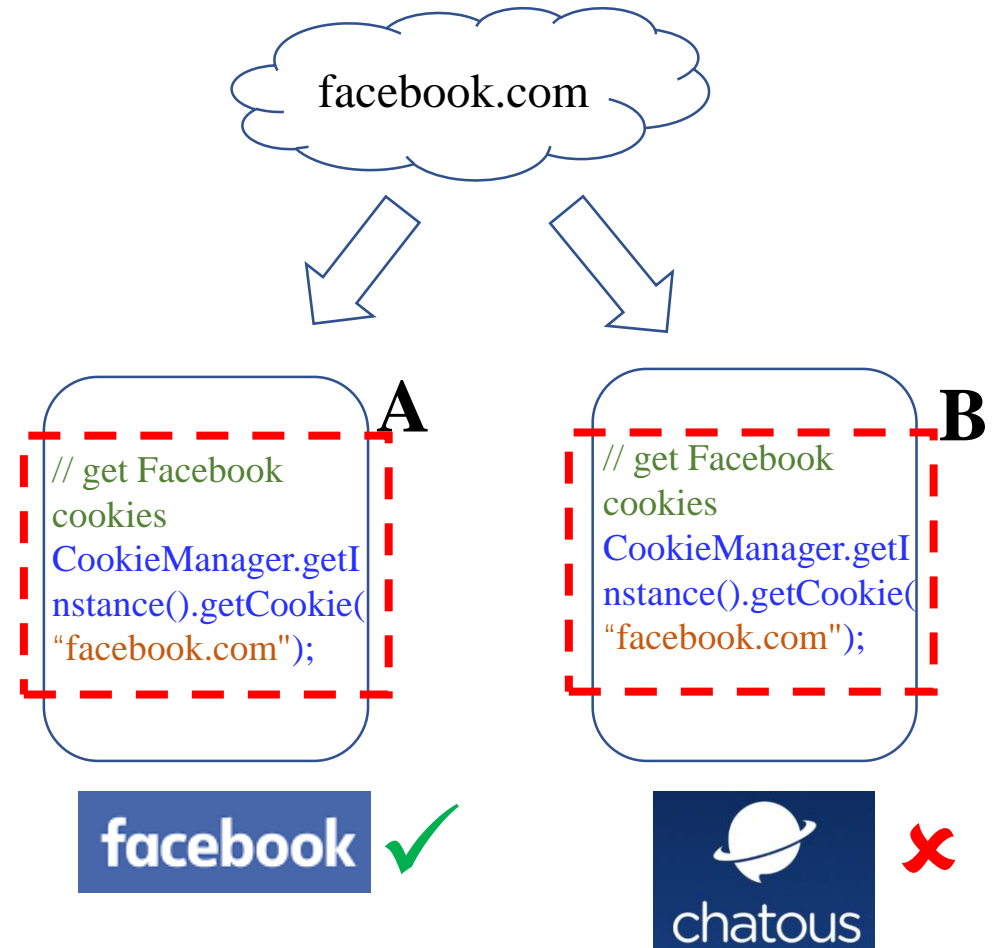 facebook.com
A
// get Facebook
cookies
CookieManager.getI
nstance().getCookie(
“facebook.com");
facebook
B
// get Facebook
cookies
CookieManager.getI
nstance().getCookie(
“facebook.com");
chatous